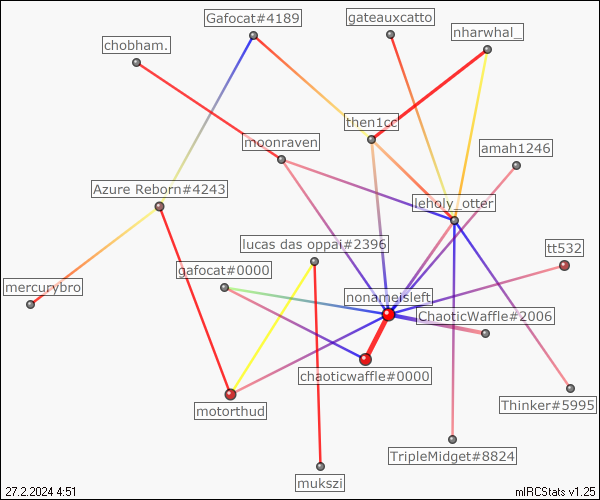 Gafocat#4189
gateauxcatto
nharwhal_
chobham.
then1cc
moonraven
amah1246
Azure Reborn#4243
leholy_otter
lucas das oppai#2396
tt532
gafocat#0000
mercurybro
nonameisleft
ChaoticWaffle#2006
chaoticwaffle#0000
motorthud
Thinker#5995
TripleMidget#8824
mukszi
27.2.2024 4:51
mIRCStats v1.25